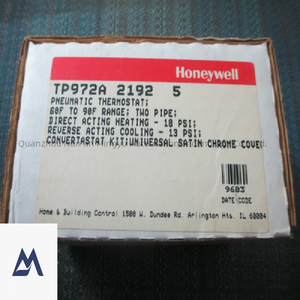 Honeywell
TP972A 2192 5
PNEUMATIC THERMOSTAT;
60F TO 90F RANGE; TWO PIPE;
DIRECT ACTING HEATING - 18 PSI;
REVERSE ACTING COOLING - 13 PSI;
CONVERTASTAT KIT;UNIVERSAL SATIN CHROME COVER
9603
DATE CODE
Home & Building Control 1500 W. Dundee Rd. Arlington Hts. IL 60004